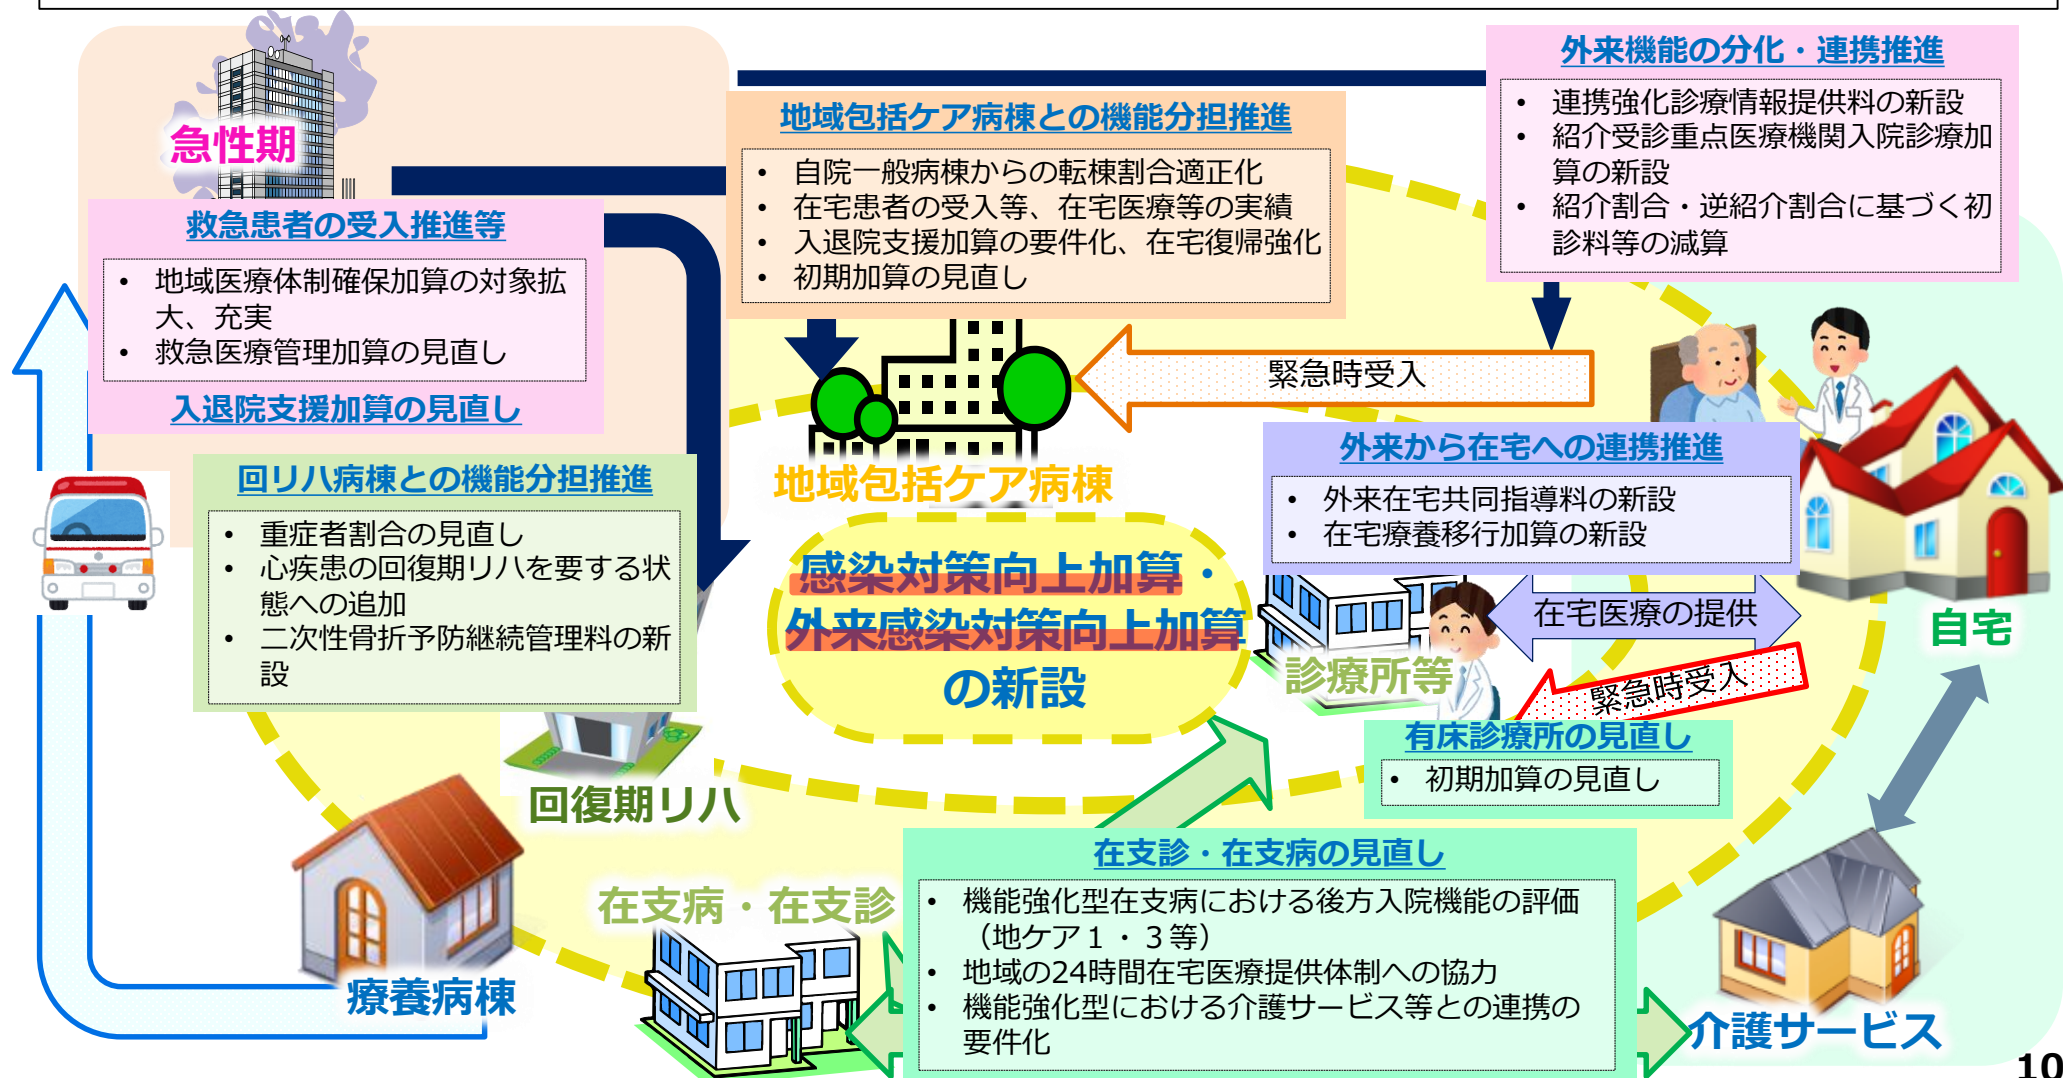 急性期
救急患者の受入推進等
• 地域医療体制確保加算の対象拡
大、充実
• 救急医療管理加算の見直し
入退院支援加算の見直し
回リハ病棟との機能分担推進
• 重症者割合の見直し
• 心疾患の回復期リハを要する状
態への追加
• 二次性骨折予防継続管理料の新
設
回復期リハ
療養病棟
地域包括ケア病棟との機能分担推進
• 自院一般病棟からの転棟割合適正化
• 在宅患者の受入等、在宅医療等の実績
• 入退院支援加算の要件化、在宅復帰強化
• 初期加算の見直し
地域包括ケア病棟
緊急時受入
感染対策向上加算・
外来感染対策向上加算
の新設
外来機能の分化・連携推進
• 連携強化診療情報提供料の新設
• 紹介受診重点医療機関入院診療加
算の新設
• 紹介割合・逆紹介割合に基づく初
診料等の減算
外来から在宅への連携推進
• 外来在宅共同指導料の新設
• 在宅療養移行加算の新設
在宅医療の提供
自宅
診療所等
緊急時受入
有床診療所の見直し
• 初期加算の見直し
在支病・在支診
在支診・在支病の見直し
• 機能強化型在支病における後方入院機能の評価
（地ケア１・３等）
• 地域の24時間在宅医療提供体制への協力
• 機能強化型における介護サービス等との連携の
要件化
介護サービス
10